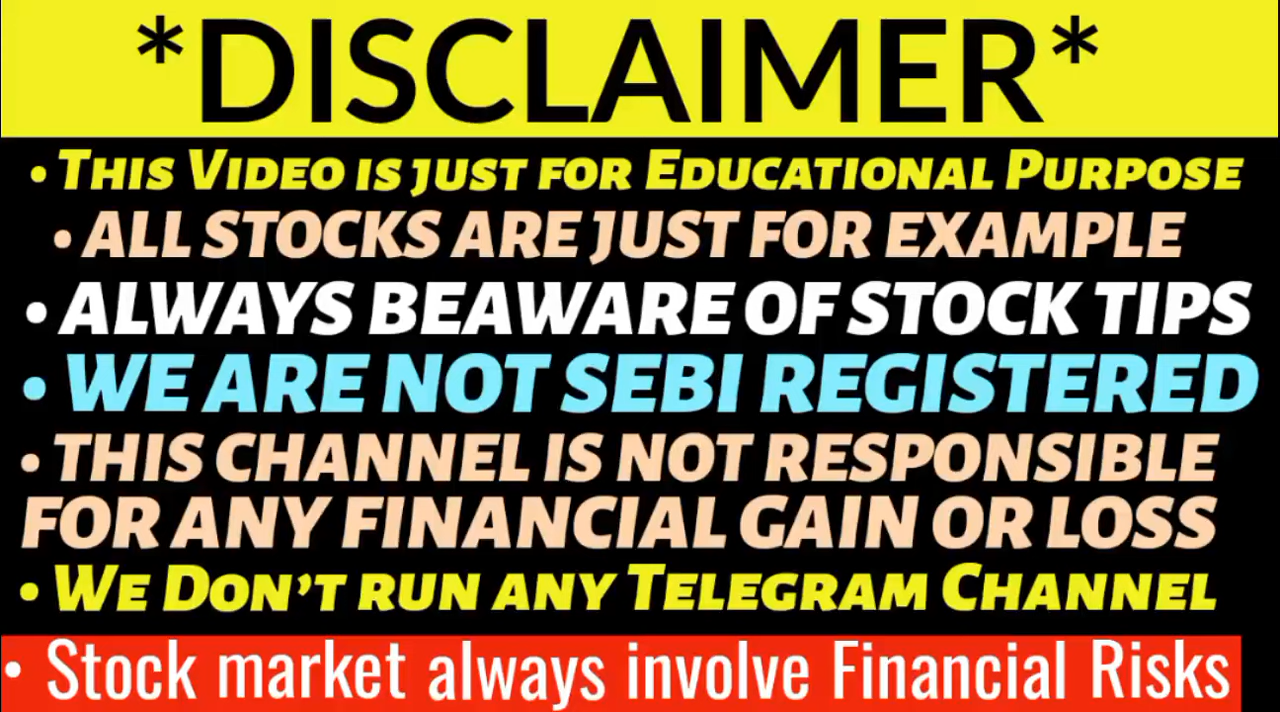 *DISCLAIMER*
• THIS VIDEO IS JUST FOR EDUCATIONAL PURPOSE
• ALL STOCKS ARE JUST FOR EXAMPLE
• ALWAYS BEAWARE OF STOCK TIPS
• WE ARE NOT SEBI REGISTERED
• THIS CHANNEL IS NOT RESPONSIBLE
FOR ANY FINANCIAL GAIN OR LOSS
• WE DON'T RUN ANY TELEGRAM CHANNEL
• Stock market always involve Financial Risks